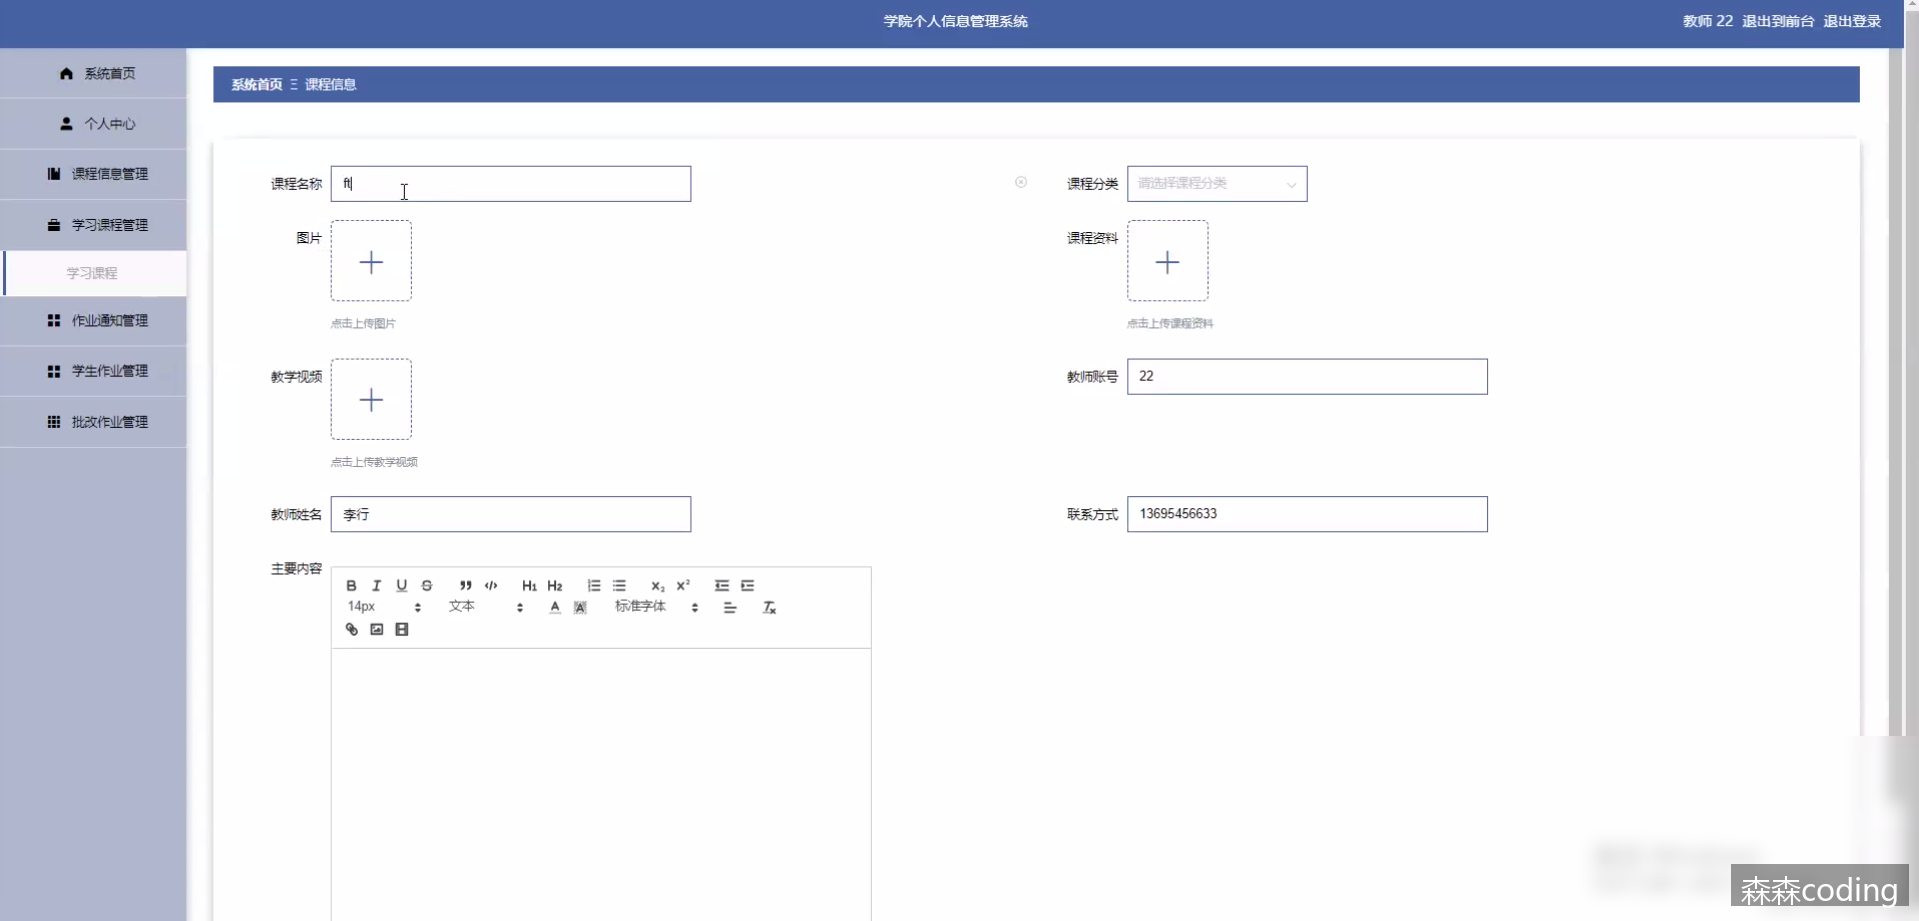 学院个人信息管理系统
教师 22 退出到前台 退出登录
系统首页
个人中心
课程信息管理
学习课程管理
学习课程
作业通知管理
学生作业管理
批改作业管理
系统首页 Ξ 课程信息
课程名称 ft
课程分类 请选择课程分类
图片
点击上传图片
课程资料
点击上传课程资料
教学视频
点击上传教学视频
教师账号 22
教师姓名 李行
联系方式 13695456633
主要内容
B I U S ” </> H1 H2 X2 X2
14px 文本 A A 标准字体 Tx
森森coding